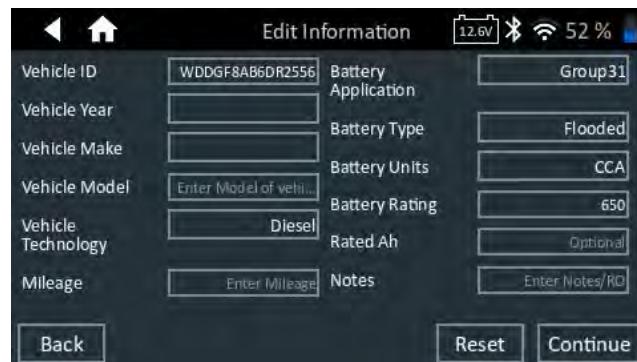 Edit Information 12.6V 52 %
Vehicle ID WDDGF8AB6DR2556
Vehicle Year
Vehicle Make
Vehicle Model Enter Model of vehi...
Vehicle
Technology Diesel
Mileage Enter Mileage
Battery
Application Group31
Battery Type Flooded
Battery Units CCA
Battery Rating 650
Rated Ah Optional
Notes Enter Notes/RO
Back Reset Continue